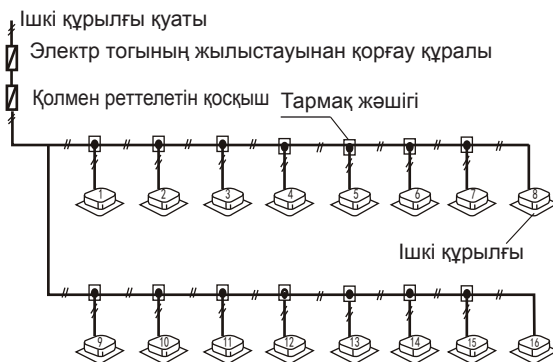 Ішкі құрылғы қуаты
Электр тогының жылыстауынан қорғау құралы
Қолмен реттелетін қосқыш
Тармақ жәшігі
1 2 3 4 5 6 7 8
Ішкі құрылғы
9 10 11 12 13 14 15 16